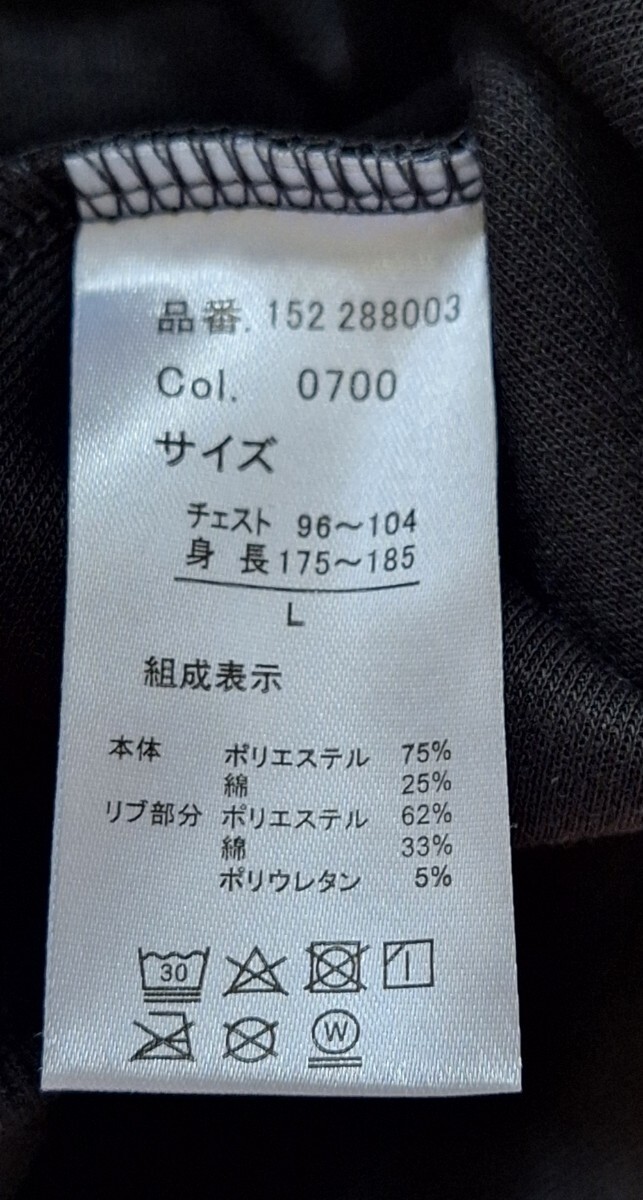 品番. 152 288003
Col. 0700
サイズ
チェスト 96～104
身 長 175～185
L
組成表示
本体 ポリエステル 75%
綿 25%
リブ部分 ポリエステル 62%
綿 33%
ポリウレタン 5%
30
W